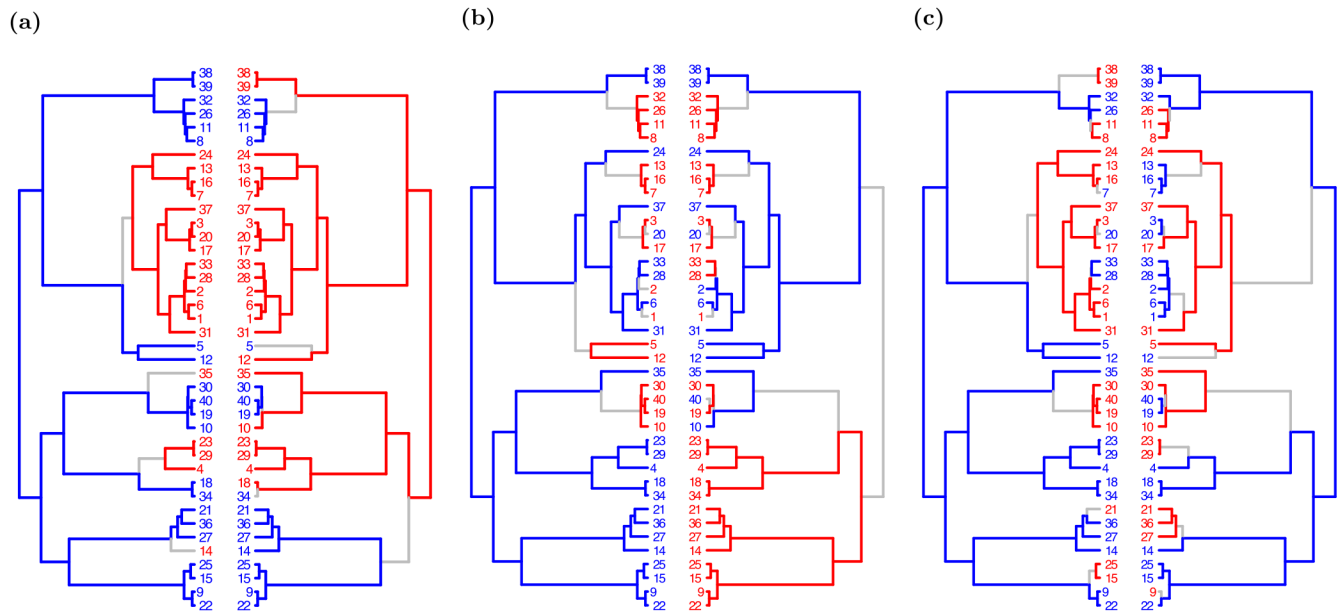 (a) (b) (c)
38 38 38 38 38 38
39 39 39 39 39 39
32 32 32 32 32 32
26 26 26 26 26 26
11 11 11 11 11 11
8 8 8 8 8 8
24 24 24 24 24 24
13 13 13 13 13 13
16 16 16 16 16 16
7 7 7 7 7 7
37 37 37 37 37 37
3 3 3 3 3 3
20 20 20 20 20 20
17 17 17 17 17 17
33 33 33 33 33 33
28 28 28 28 28 28
2 2 2 2 2 2
6 6 6 6 6 6
1 1 1 1 1 1
31 31 31 31 31 31
5 5 5 5 5 5
12 12 12 12 12 12
35 35 35 35 35 35
30 30 30 30 30 30
40 40 40 40 40 40
19 19 19 19 19 19
10 10 10 10 10 10
23 23 23 23 23 23
29 29 29 29 29 29
4 4 4 4 4 4
18 18 18 18 18 18
34 34 34 34 34 34
21 21 21 21 21 21
36 36 36 36 36 36
27 27 27 27 27 27
14 14 14 14 14 14
25 25 25 25 25 25
15 15 15 15 15 15
9 9 9 9 9 9
22 22 22 22 22 22